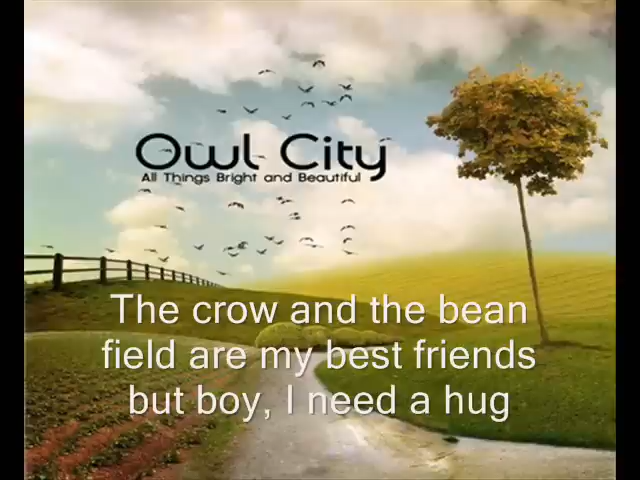 Owl City
All Things Bright and Beautiful
The crow and the bean
field are my best friends
but boy, I need a hug